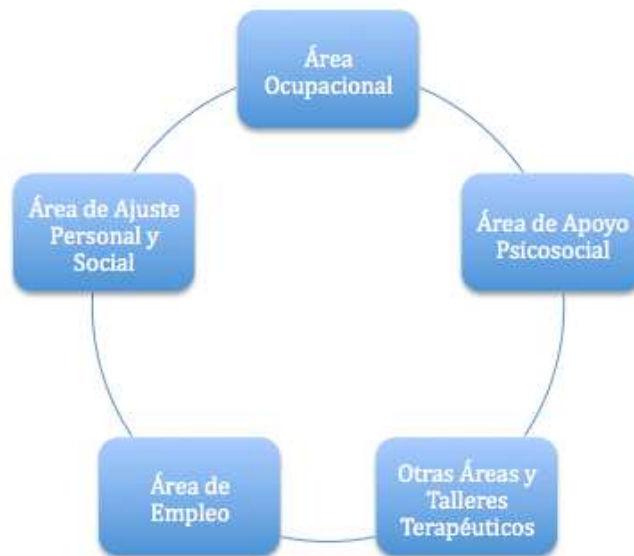 Área
Ocupacional
Área de Apoyo
Psicosocial
Otras Áreas y
Talleres
Terapéuticos
Área de
Empleo
Área de Ajuste
Personal y
Social